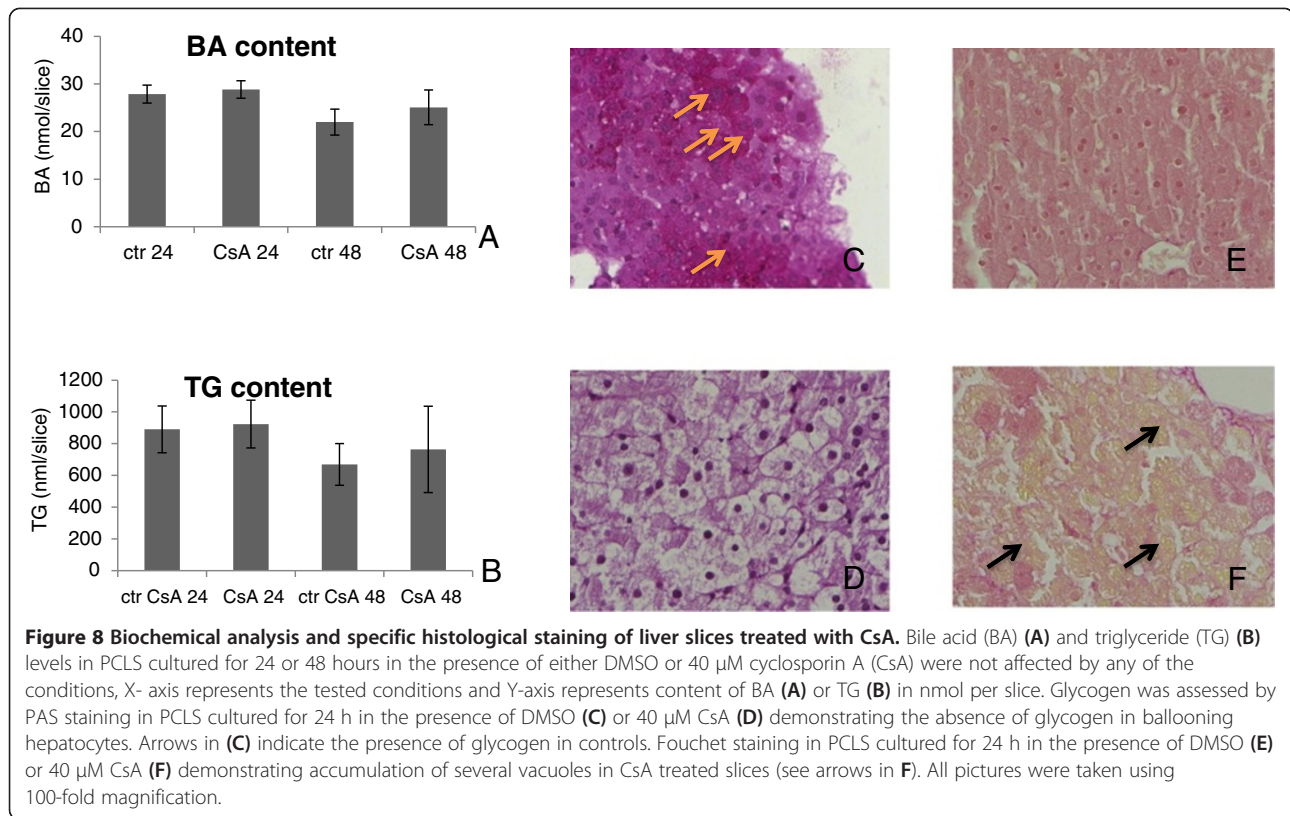 BA content
40
30
20
10
0
BA (nmol/slice)
ctr 24 CsA 24 ctr 48 CsA 48
A
C
E
TG content
1200
1000
800
600
400
200
0
TG (nml/slice)
ctr CsA 24 CsA 24 ctr CsA 48 CsA 48
B
D
F
Figure 8 Biochemical analysis and specific histological staining of liver slices treated with CsA. Bile acid (BA) (A) and triglyceride (TG) (B)
levels in PCLS cultured for 24 or 48 hours in the presence of either DMSO or 40 μM cyclosporin A (CsA) were not affected by any of the
conditions, X- axis represents the tested conditions and Y-axis represents content of BA (A) or TG (B) in nmol per slice. Glycogen was assessed by
PAS staining in PCLS cultured for 24 h in the presence of DMSO (C) or 40 μM CsA (D) demonstrating the absence of glycogen in ballooning
hepatocytes. Arrows in (C) indicate the presence of glycogen in controls. Fouchet staining in PCLS cultured for 24 h in the presence of DMSO (E)
or 40 μM CsA (F) demonstrating accumulation of several vacuoles in CsA treated slices (see arrows in F). All pictures were taken using
100-fold magnification.